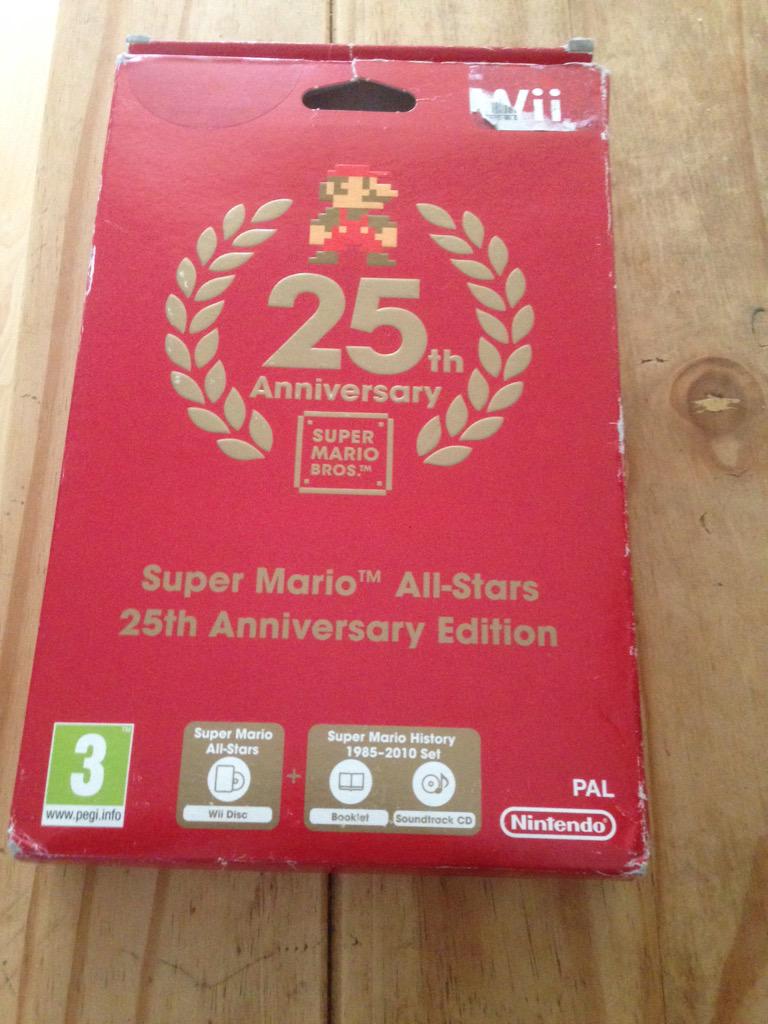 Wii
25th
Anniversary
SUPER
MARIO
BROS.™
Super Mario™ All-Stars
25th Anniversary Edition
3
www.pegi.info
Super Mario
All-Stars
Wii Disc
+
Super Mario History
1985-2010 Set
Booklet
Soundtrack CD
PAL
Nintendo®